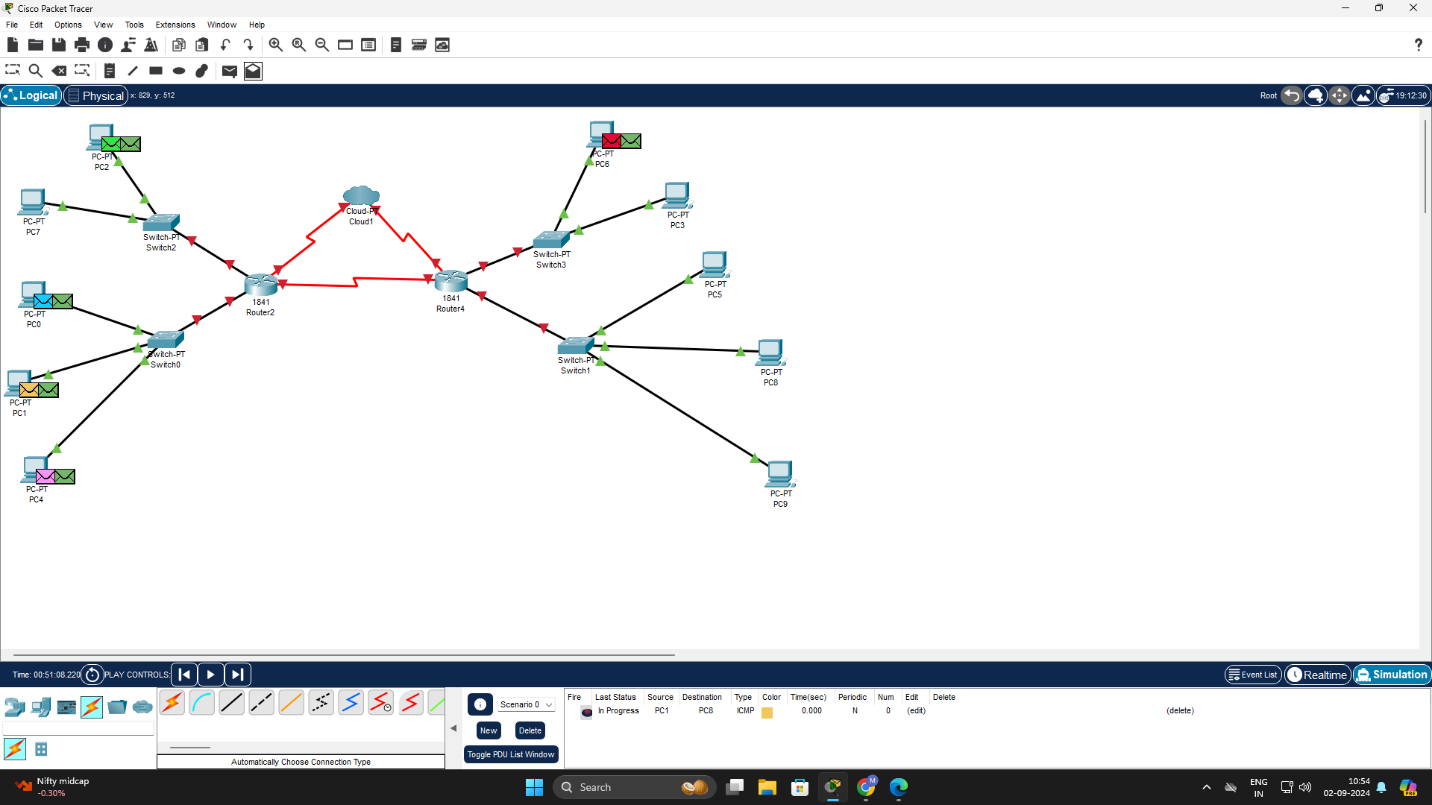 Cisco Packet Tracer
File Edit Options View Tools Extensions Window Help
?
Logical Physical x: 829, y: 512
Root 19:12:30
PC-PT
PC2
PC-PT
PC7
Switch-PT
Switch2
PC-PT
PC0
Switch-PT
Switch0
PC-PT
PC1
PC-PT
PC4
1841
Router2
Cloud-PT
Cloud1
1841
Router4
PC-PT
PC6
PC-PT
PC3
Switch-PT
Switch3
PC-PT
PC5
Switch-PT
Switch1
PC-PT
PC8
PC-PT
PC9
Time: 00:51:08.220 PLAY CONTROLS:
Event List Realtime Simulation
Automatically Choose Connection Type
Scenario 0
New Delete
Toggle PDU List Window
Fire Last Status Source Destination Type Color Time(sec) Periodic Num Edit Delete
In Progress PC1 PC8 ICMP 0.000 N 0 (edit) (delete)
Nifty midcap
-0.30%
Search
M
ENG
IN
10:54
02-09-2024